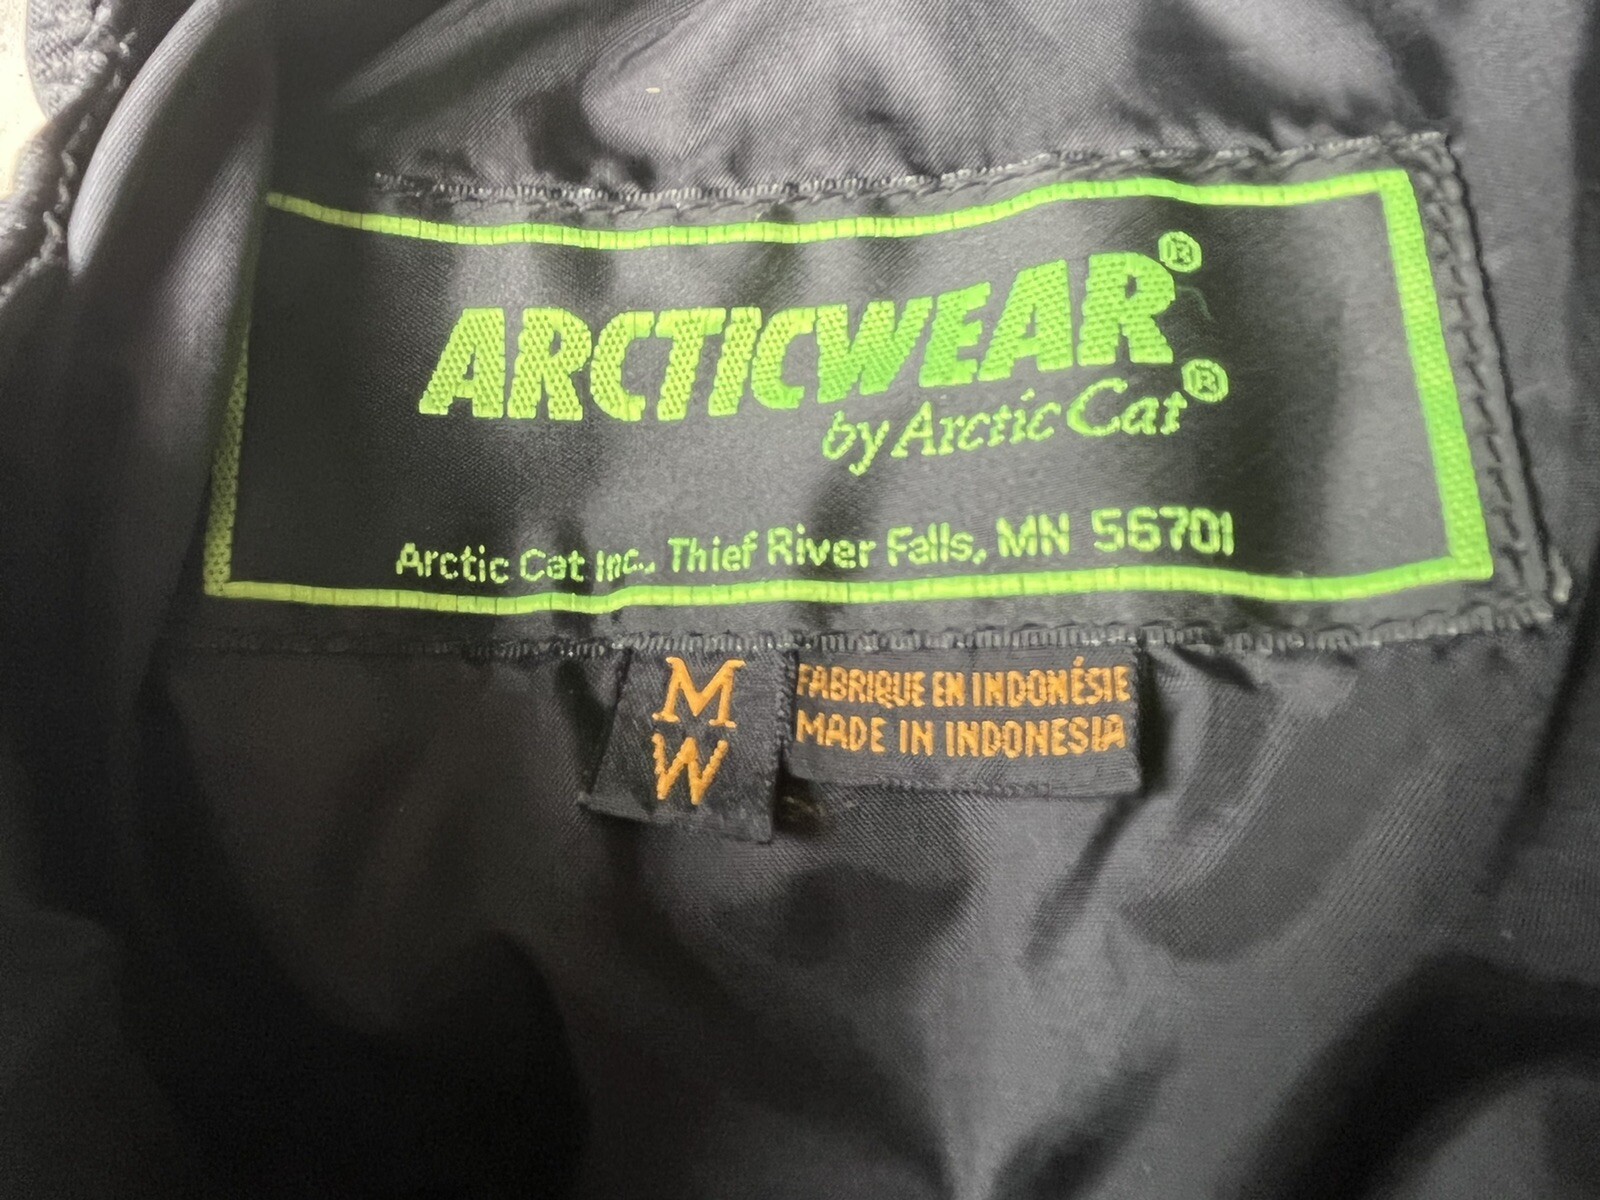 ARCTICWEAR®
by Arctic Cat®
Arctic Cat Inc., Thief River Falls, MN 56701
M
W
FABRIQUE EN INDONÉSIE
MADE IN INDONESIA